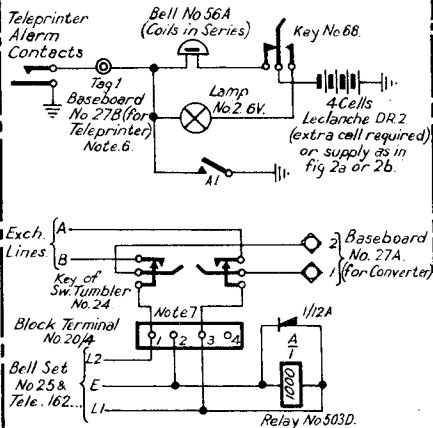 Teleprinter
Alarm
Contacts
Bell No 56A
(Coils in Series)
Key No 68.
Tag 1
Baseboard
No 27B (for
Teleprinter)
Note.6.
Lamp
No 2. 6V.
4 Cells
Leclanche DR.2
(extra cell required)
or supply as in
fig 2a or 2b.
A1
Exch.
Lines.
A
B
2
1
Baseboard
No. 27A.
(for Converter)
Key of
Sw. Tumbler
No. 24
Note 7
Block Terminal
No. 20/4
1 2 3 4
1/12A
Bell Set
No 25 &
Tele. 162...
L2
E
L1
A
1
1000
Relay No 503D.